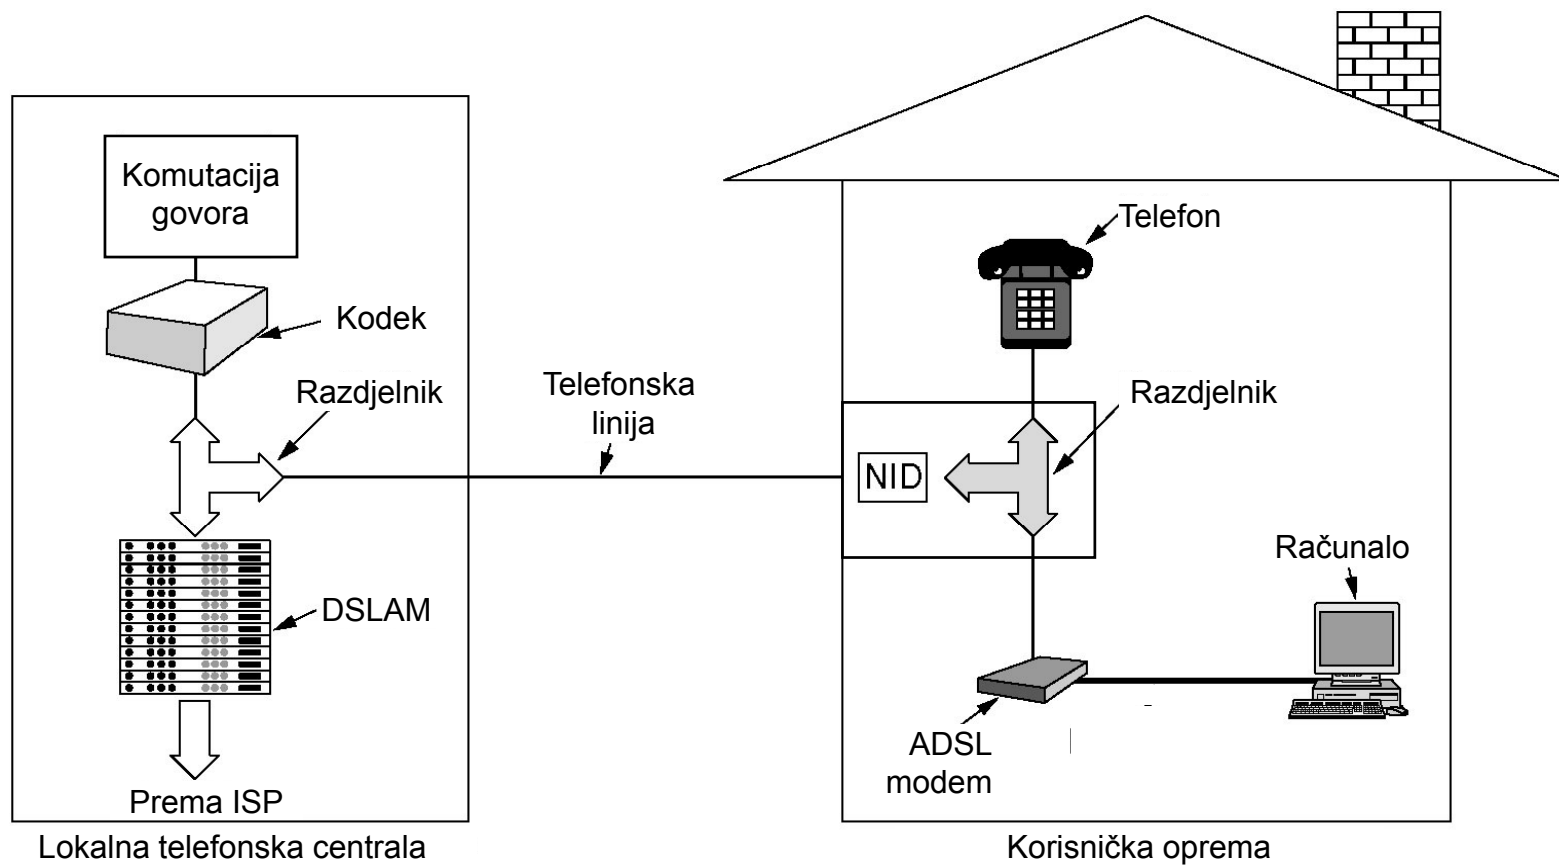 Komutacija
govora
Kodek
Razdjelnik
DSLAM
Prema ISP
Lokalna telefonska centrala
Telefonska
linija
Telefon
Razdjelnik
NID
Računalo
ADSL
modem
Korisnička oprema